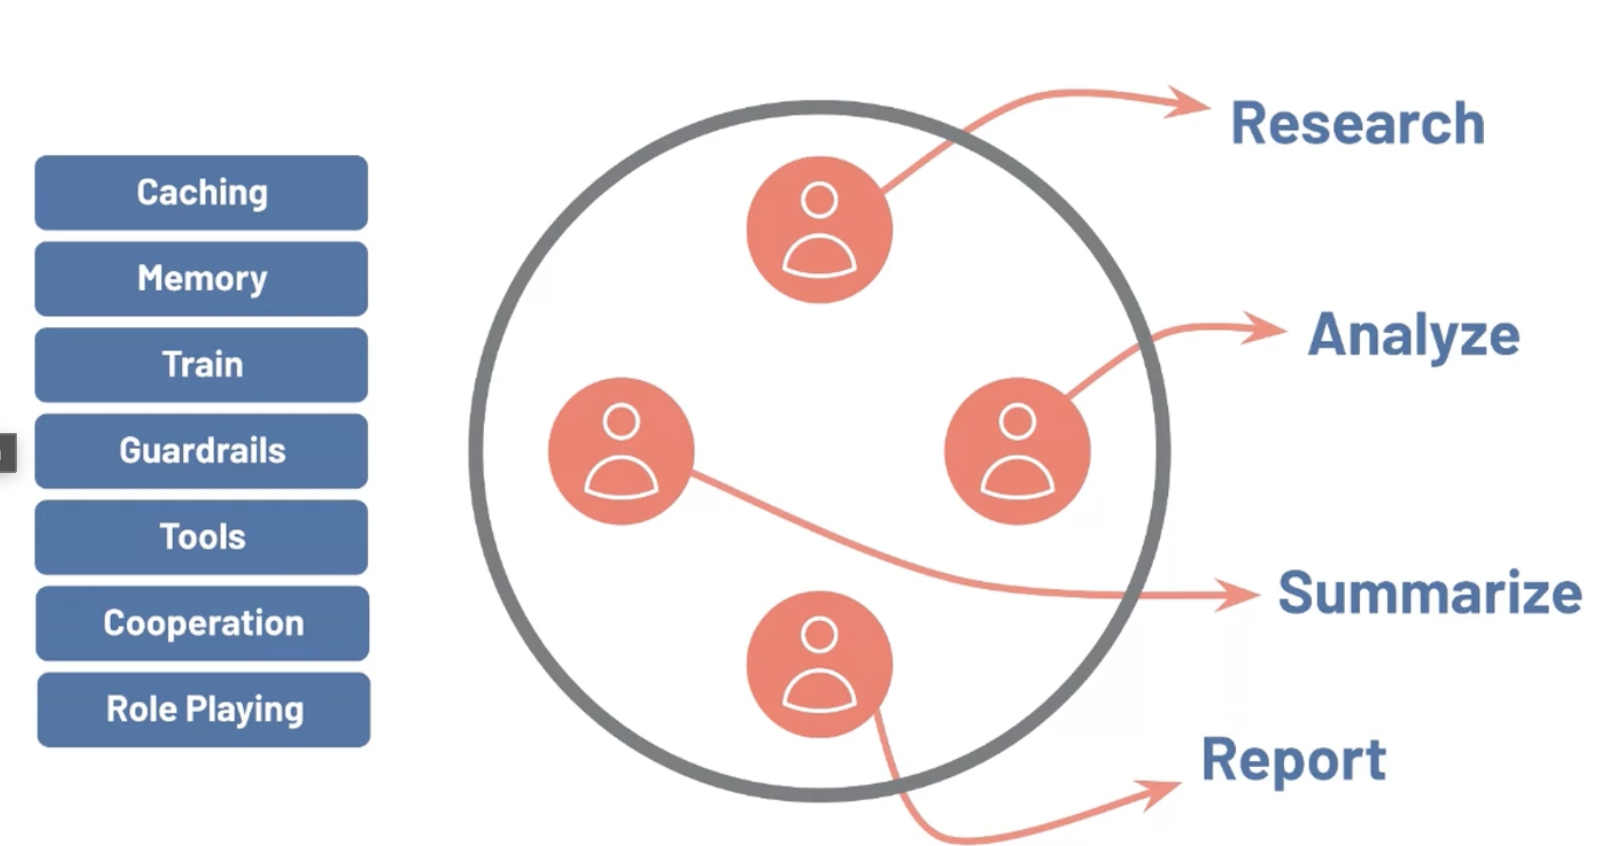 Caching
Memory
Train
Guardrails
Tools
Cooperation
Role Playing
Research
Analyze
Summarize
Report